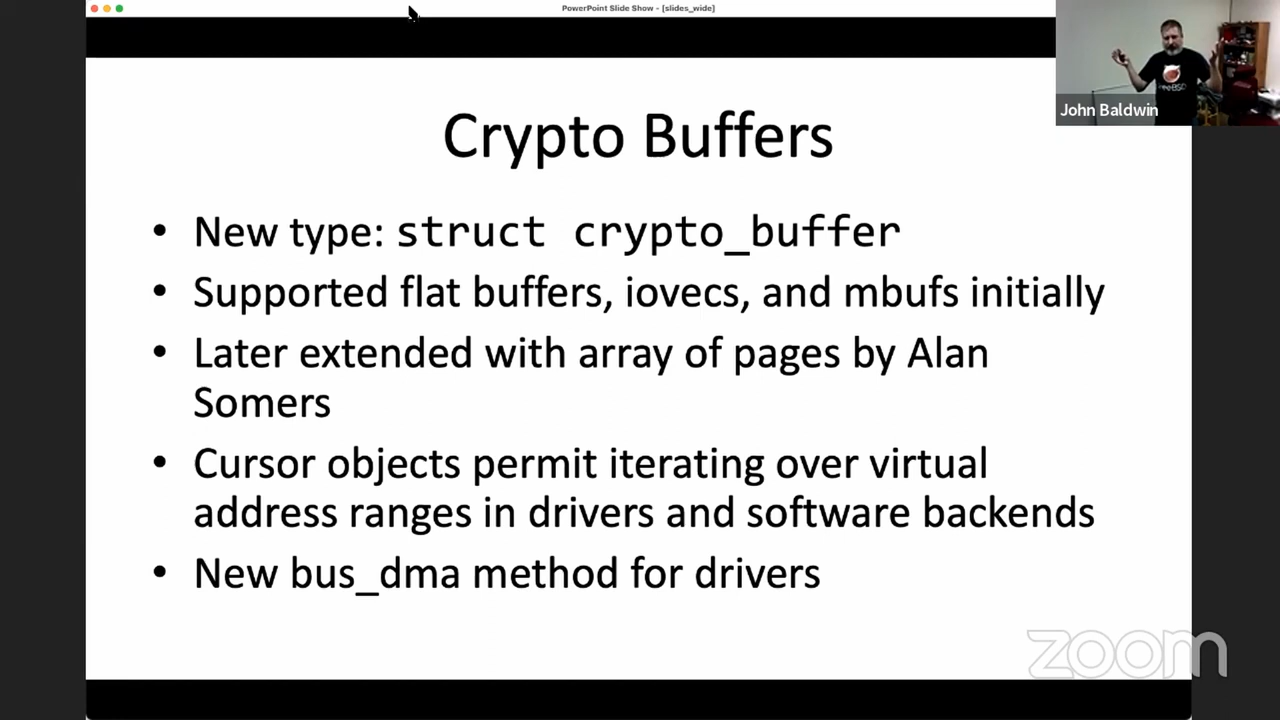 PowerPoint Slide Show - [slides_wide]
John Baldwin
Crypto Buffers
• New type: struct crypto_buffer
• Supported flat buffers, iovecs, and mbufs initially
• Later extended with array of pages by Alan
Somers
• Cursor objects permit iterating over virtual
address ranges in drivers and software backends
• New bus_dma method for drivers
zoom